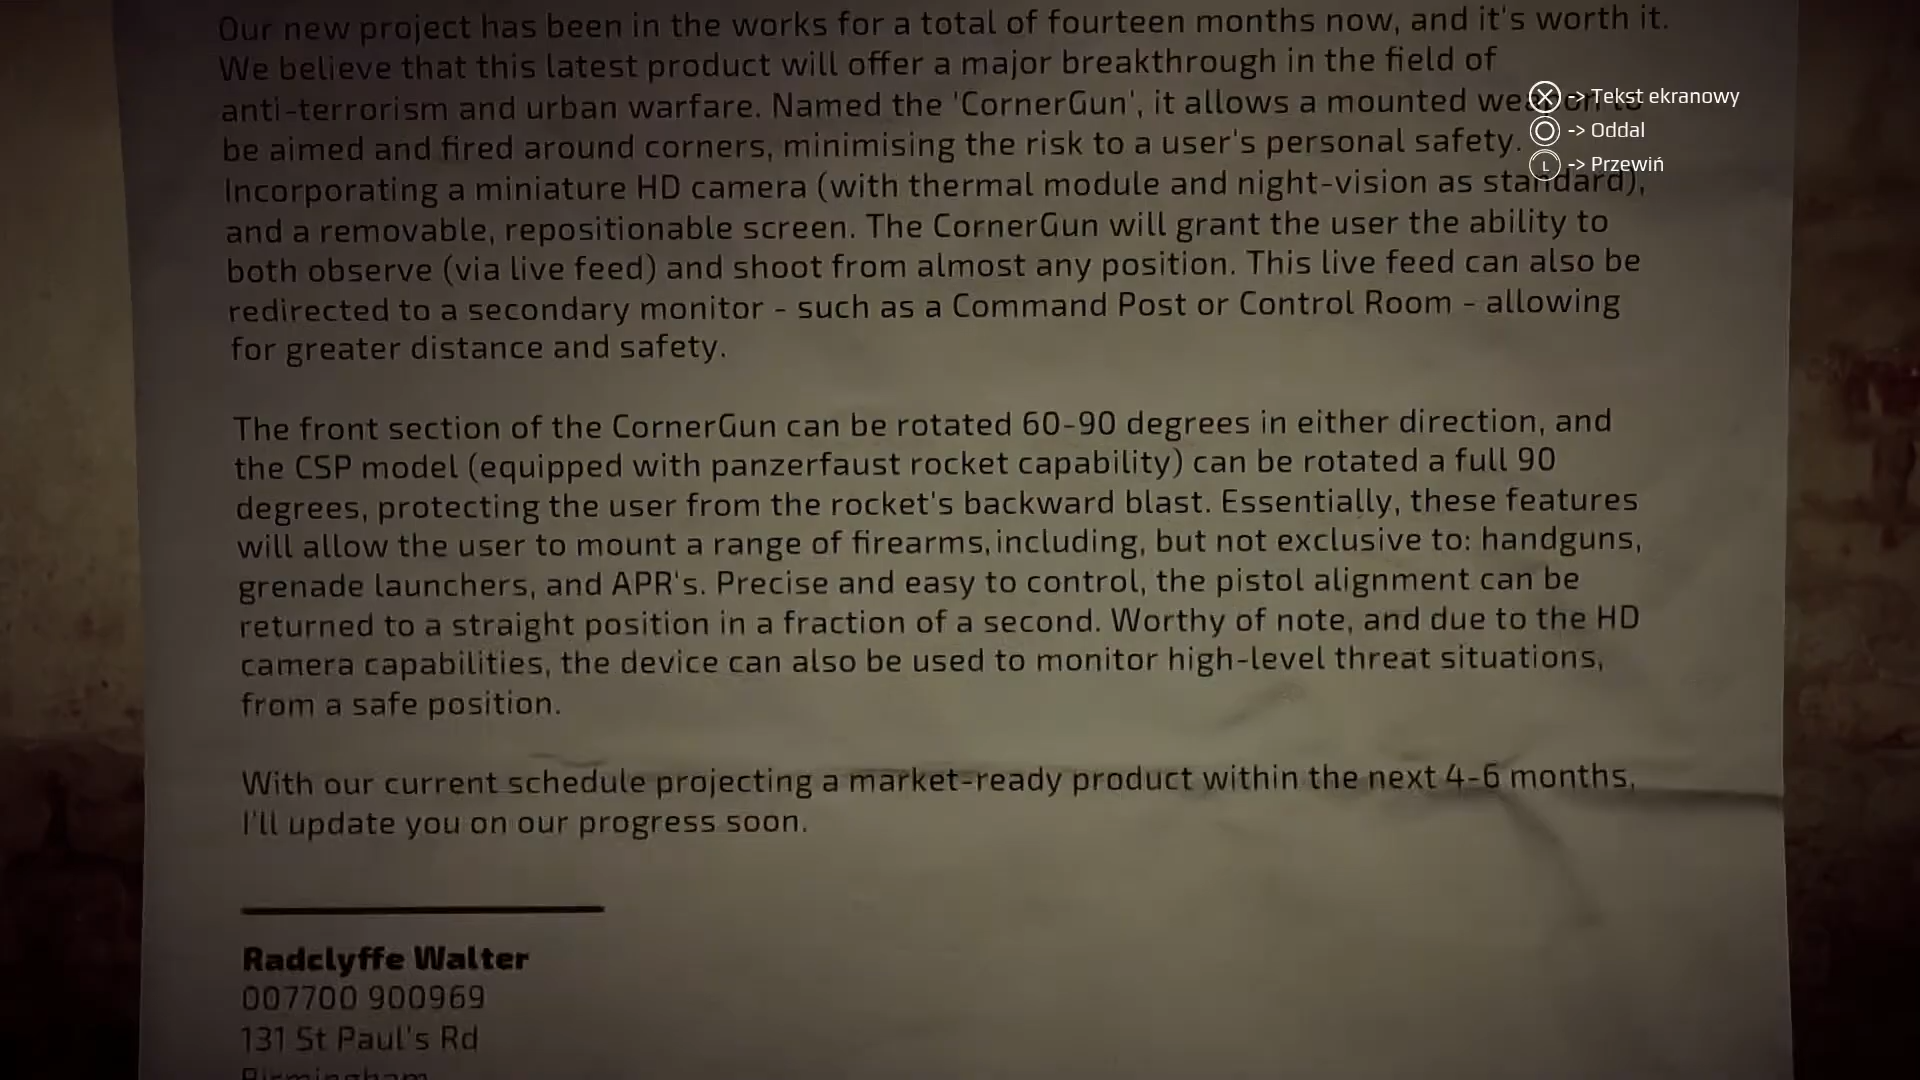 Our new project has been in the works for a total of fourteen months now, and it's worth it.
We believe that this latest product will offer a major breakthrough in the field of
anti-terrorism and urban warfare. Named the 'CornerGun', it allows a mounted weapon to
be aimed and fired around corners, minimising the risk to a user's personal safety.
Incorporating a miniature HD camera (with thermal module and night-vision as standard),
and a removable, repositionable screen. The CornerGun will grant the user the ability to
both observe (via live feed) and shoot from almost any position. This live feed can also be
redirected to a secondary monitor - such as a Command Post or Control Room - allowing
for greater distance and safety.
The front section of the CornerGun can be rotated 60-90 degrees in either direction, and
the CSP model (equipped with panzerfaust rocket capability) can be rotated a full 90
degrees, protecting the user from the rocket's backward blast. Essentially, these features
will allow the user to mount a range of firearms, including, but not exclusive to: handguns,
grenade launchers, and APR's. Precise and easy to control, the pistol alignment can be
returned to a straight position in a fraction of a second. Worthy of note, and due to the HD
camera capabilities, the device can also be used to monitor high-level threat situations,
from a safe position.
With our current schedule projecting a market-ready product within the next 4-6 months,
I'll update you on our progress soon.
Radclyffe Walter
007700 900969
131 St Paul's Rd
Birmingham
-> Tekst ekranowy
-> Oddal
L -> Przewiń